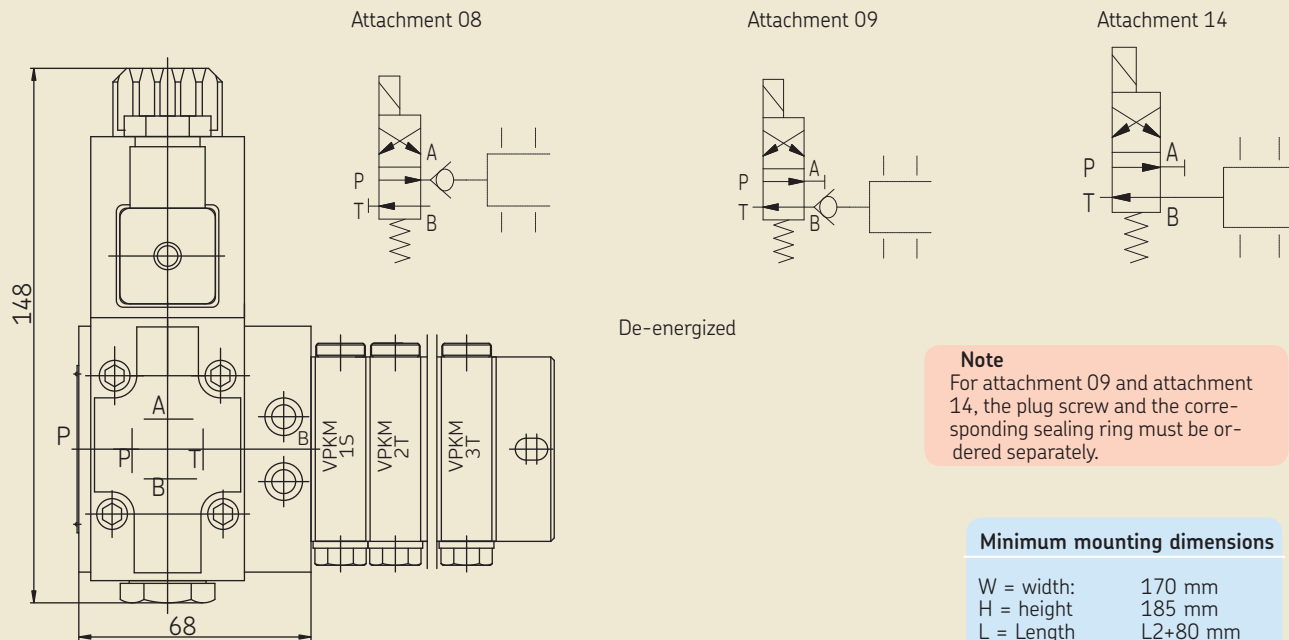 Attachment 08
Attachment 09
Attachment 14
A
P
T
B
A
P
T
B
A
P
T
B
148
De-energized
A
P
P
T
B
B
VPKM
1S
VPKM
2T
VPKM
3T
68
Note
For attachment 09 and attachment
14, the plug screw and the corre-
sponding sealing ring must be or-
dered separately.
Minimum mounting dimensions
W = width: 170 mm
H = height 185 mm
L = Length L2+80 mm